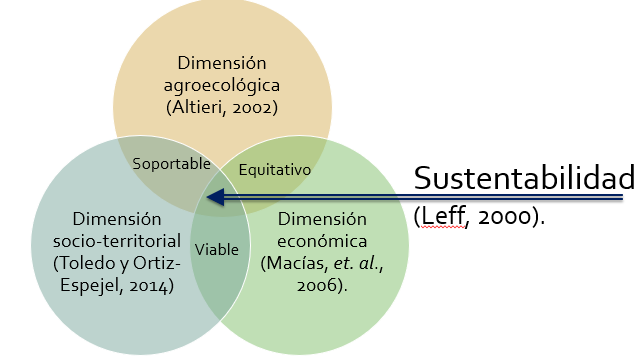 Dimensión
agroecológica
(Altieri, 2002)
Soportable
Equitativo
Sustentabilidad
(Leff, 2000).
Dimensión
socio-territorial
(Toledo y Ortiz-
Espejel, 2014)
Viable
Dimensión
económica
(Macías, et. al.,
2006).